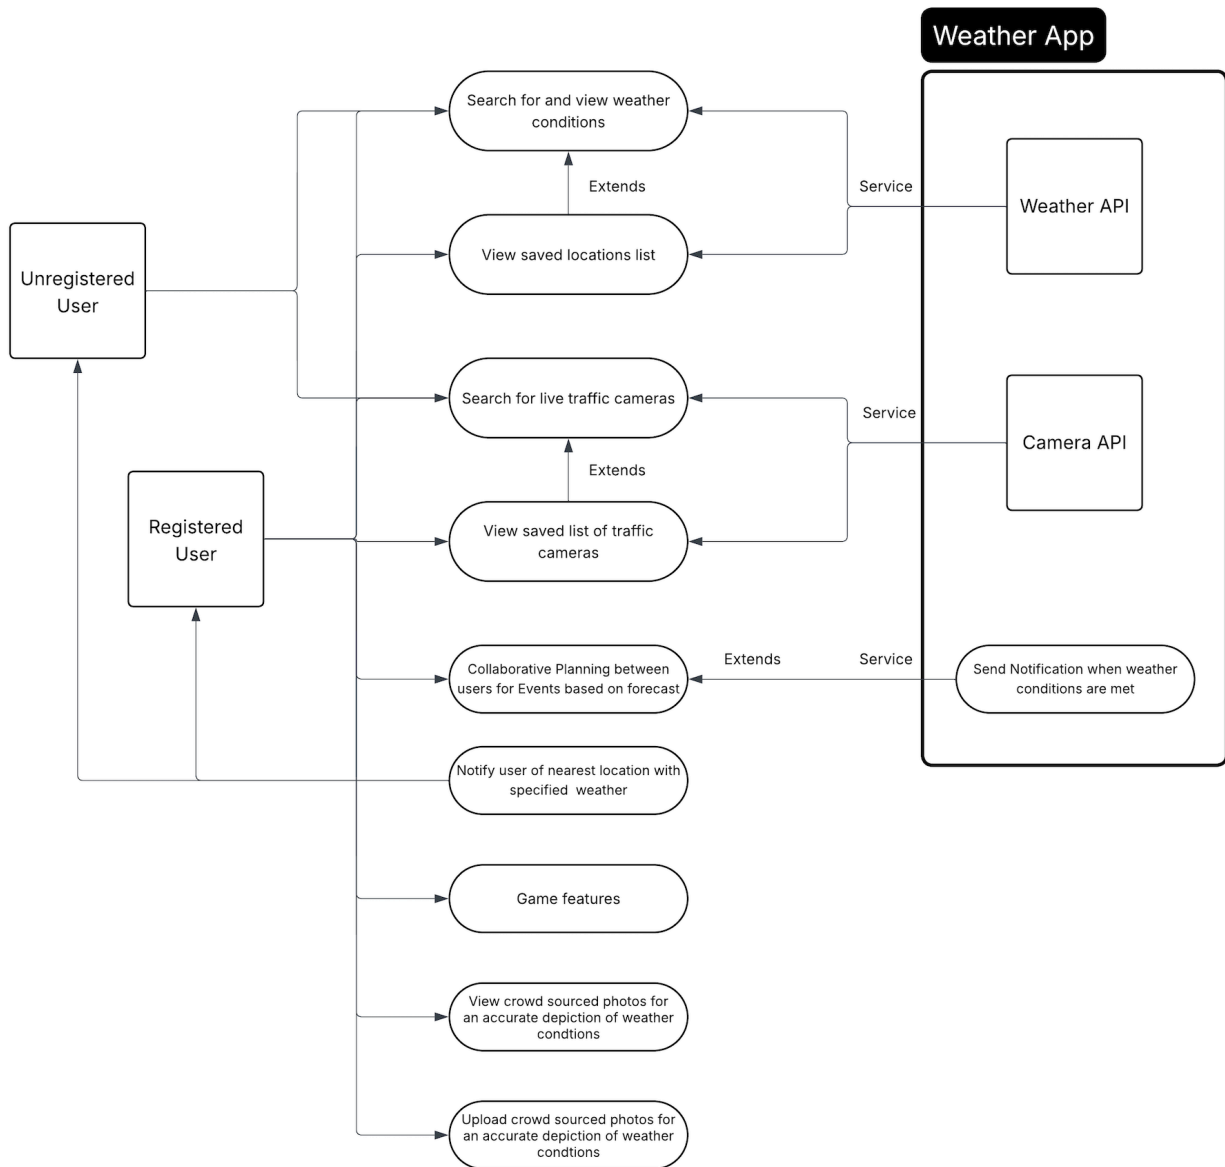 Weather App
Search for and view weather
conditions
Extends
Service
Weather API
View saved locations list
Unregistered
User
Search for live traffic cameras
Service
Camera API
Extends
View saved list of traffic
cameras
Registered
User
Collaborative Planning between
users for Events based on forecast
Extends
Service
Send Notification when weather
conditions are met
Notify user of nearest location with
specified weather
Game features
View crowd sourced photos for
an accurate depiction of weather
condtions
Upload crowd sourced photos for
an accurate depiction of weather
condtions